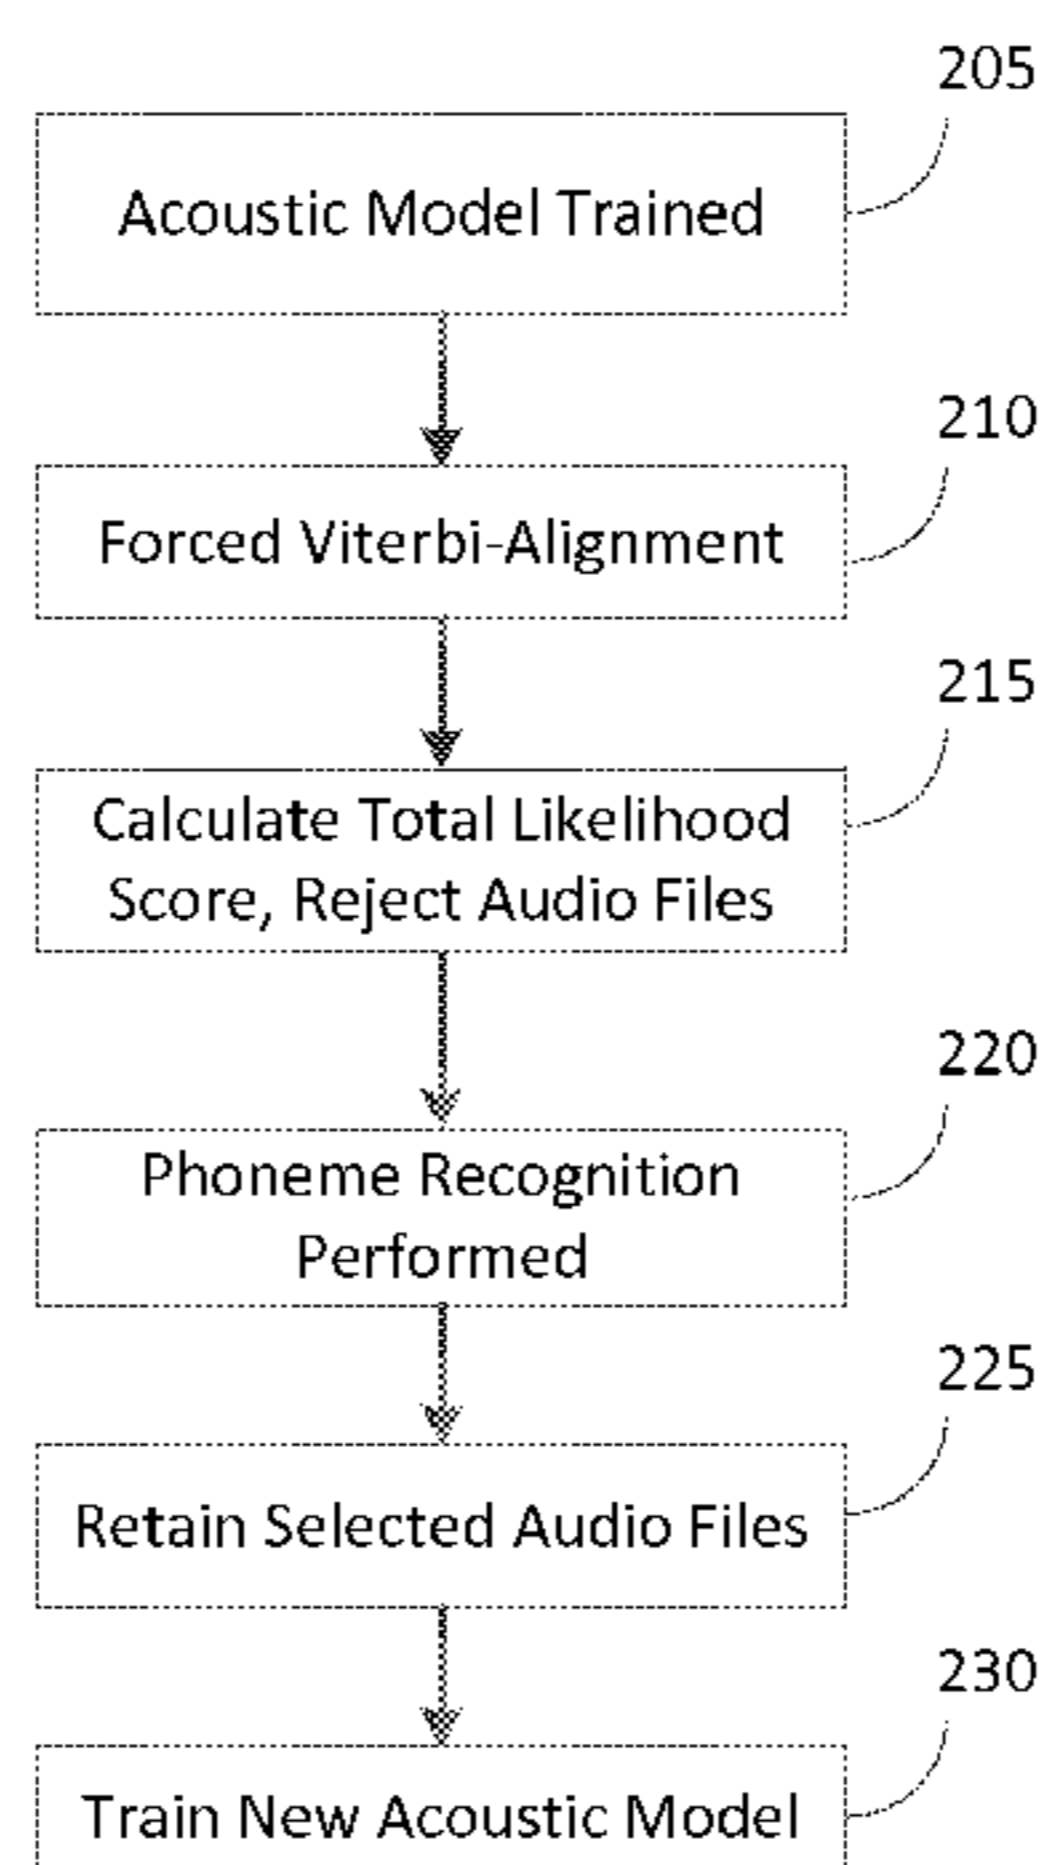 205
Acoustic Model Trained
210
Forced Viterbi-Alignment
215
Calculate Total Likelihood
Score, Reject Audio Files
220
Phoneme Recognition
Performed
225
Retain Selected Audio Files
230
Train New Acoustic Model